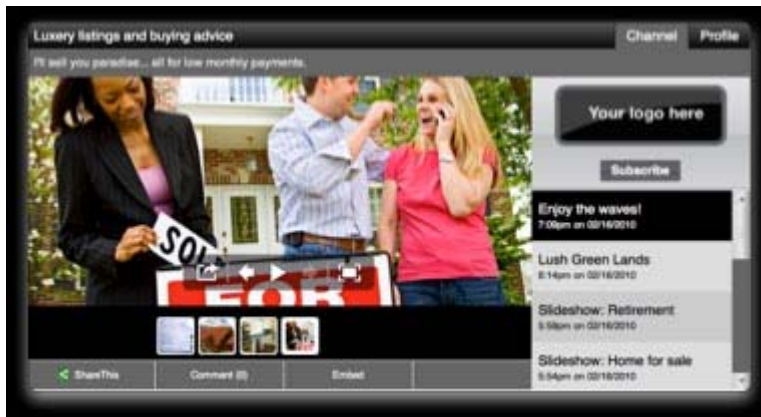 Luxery listings and buying advice
Channel
Profile
I'll sell you paradise... all for low monthly payments.
Your logo here
Subscribe
Enjoy the waves!
7:09pm on 02/16/2010
Lush Green Lands
6:14pm on 02/16/2010
Slideshow: Retirement
5:58pm on 02/16/2010
Slideshow: Home for sale
5:54pm on 02/16/2010
SOL
FOR
ShareThis
Comment (0)
Embed